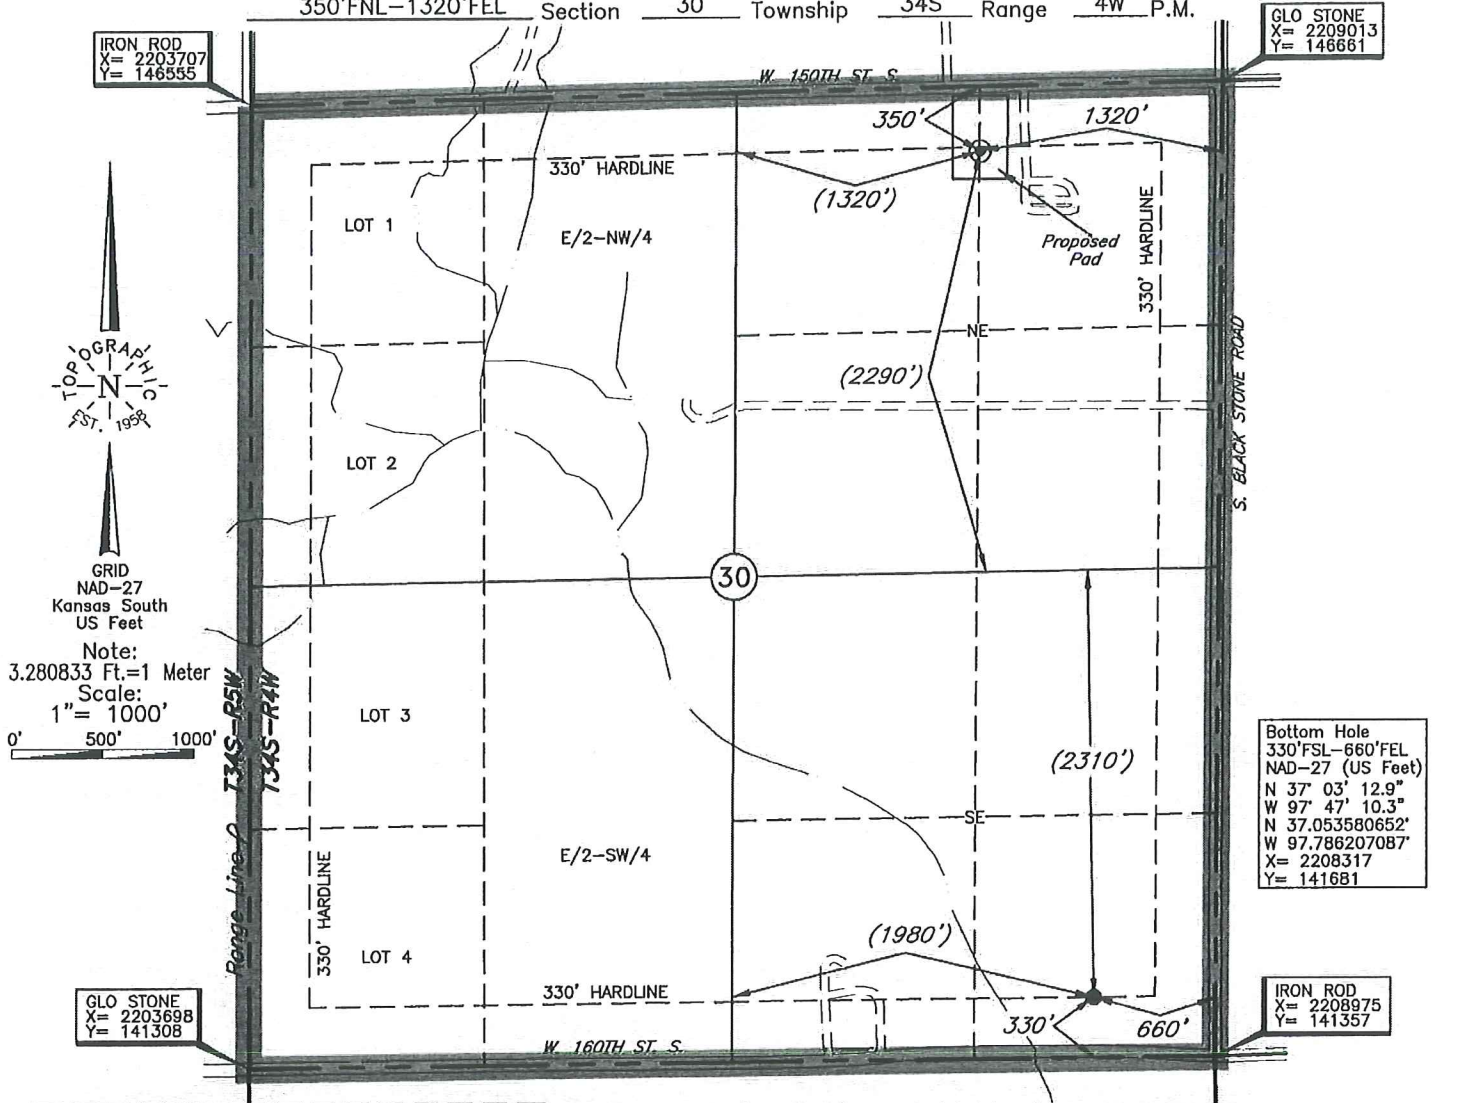 350'FNL-1320'FEL Section 30 Township 34S Range 4W P.M.
IRON ROD
X= 2203707
Y= 146555
GLO STONE
X= 2209013
Y= 146661
W. 150TH ST. S.
350'
1320'
330' HARDLINE
(1320')
LOT 1
E/2-NW/4
Proposed
Pad
330' HARDLINE
NE
(2290')
S. BLACK STONE ROAD
TOPOGRAPHIC
N
EST. 1958
LOT 2
GRID
NAD-27
Kansas South
US Feet
Note:
3.280833 Ft.=1 Meter
Scale:
1"= 1000'
0' 500' 1000'
30
T34S-R5W
T34S-R4W
Range Line
LOT 3
(2310')
Bottom Hole
330'FSL-660'FEL
NAD-27 (US Feet)
N 37° 03' 12.9"
W 97° 47' 10.3"
N 37.053580652°
W 97.786207087°
X= 2208317
Y= 141681
SE
E/2-SW/4
330' HARDLINE
LOT 4
(1980')
330' HARDLINE
330'
660'
GLO STONE
X= 2203698
Y= 141308
IRON ROD
X= 2208975
Y= 141357
W. 160TH ST. S.